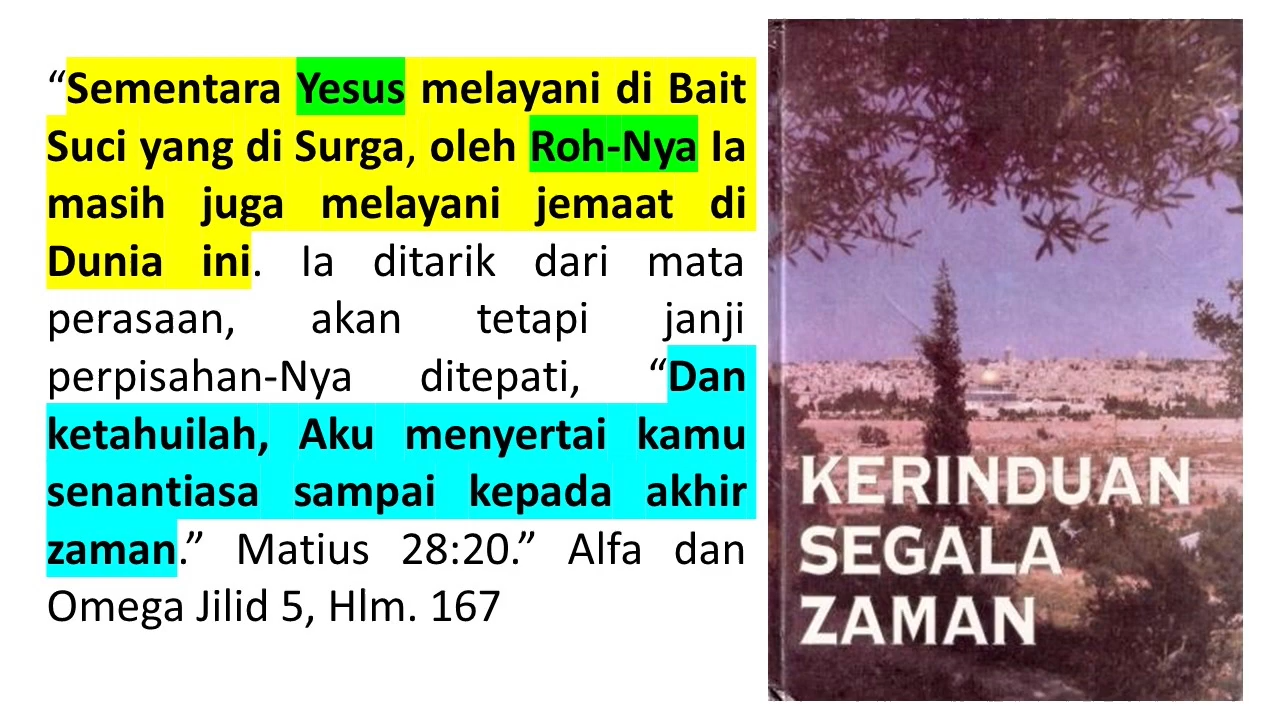 “Sementara Yesus melayani di Bait
Suci yang di Surga, oleh Roh-Nya Ia
masih juga melayani jemaat di
Dunia ini. Ia ditarik dari mata
perasaan, akan tetapi janji
perpisahan-Nya ditepati, “Dan
ketahuilah, Aku menyertai kamu
senantiasa sampai kepada akhir
zaman.” Matius 28:20.” Alfa dan
Omega Jilid 5, Hlm. 167
KERINDUAN
SEGALA
ZAMAN